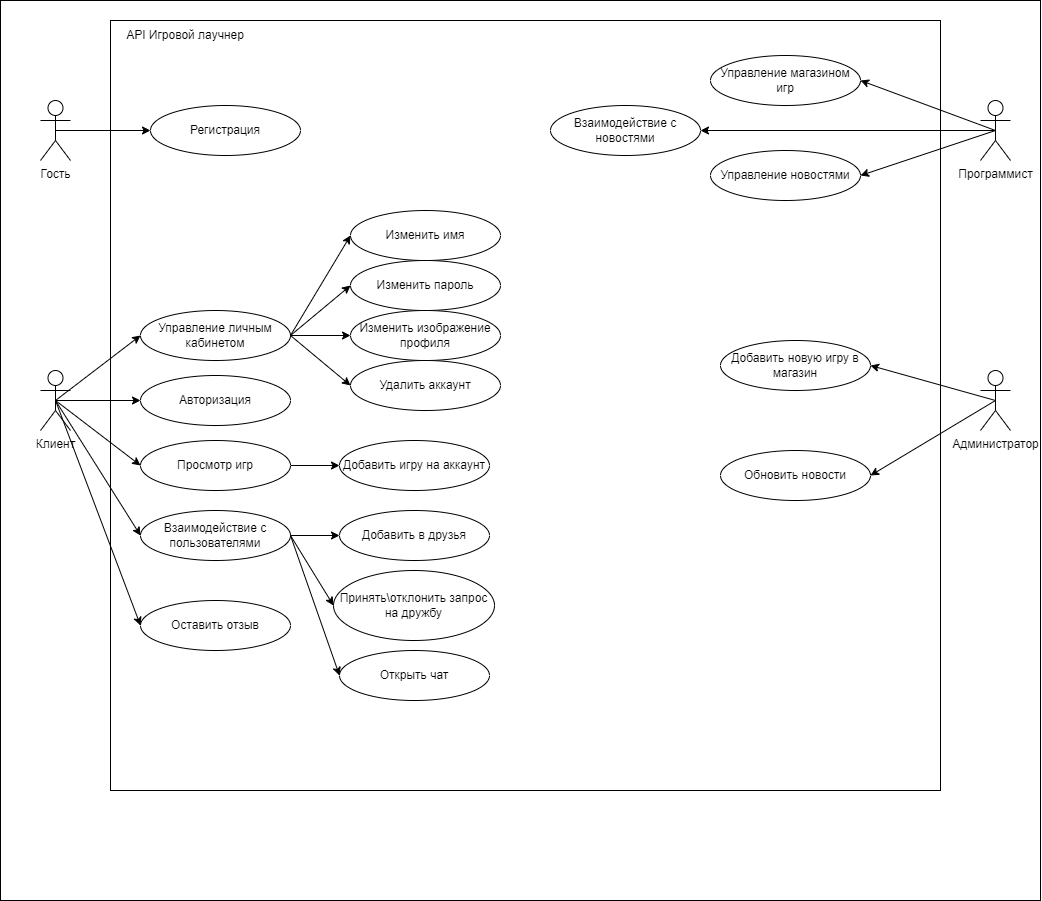 API Игровой лаучнер
Управление магазином
игр
Взаимодействие с
новостями
Регистрация
Управление новостями
Гость
Программист
Изменить имя
Изменить пароль
Управление личным
кабинетом
Изменить изображение
профиля
Добавить новую игру в
магазин
Удалить аккаунт
Авторизация
Клиент
Администратор
Просмотр игр
Добавить игру на аккаунт
Обновить новости
Взаимодействие с
пользователями
Добавить в друзья
Принять\отклонить запрос
на дружбу
Оставить отзыв
Открыть чат